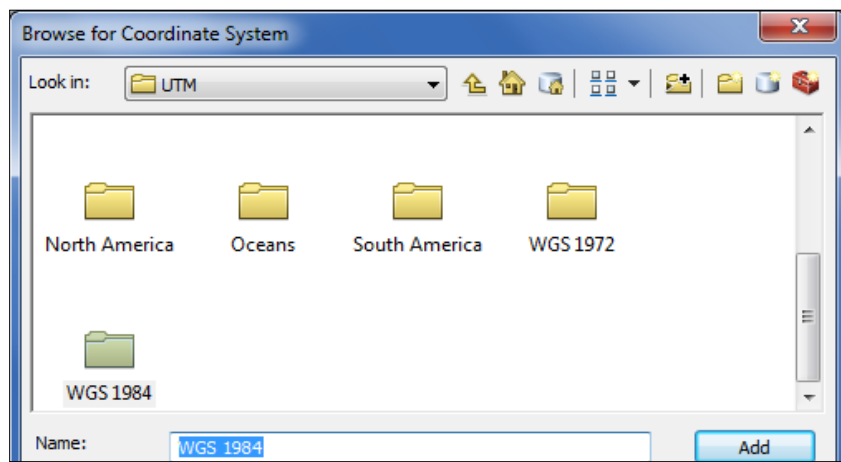 Browse for Coordinate System
Look in: UTM
North America Oceans South America WGS 1972
WGS 1984
Name: WGS 1984 Add